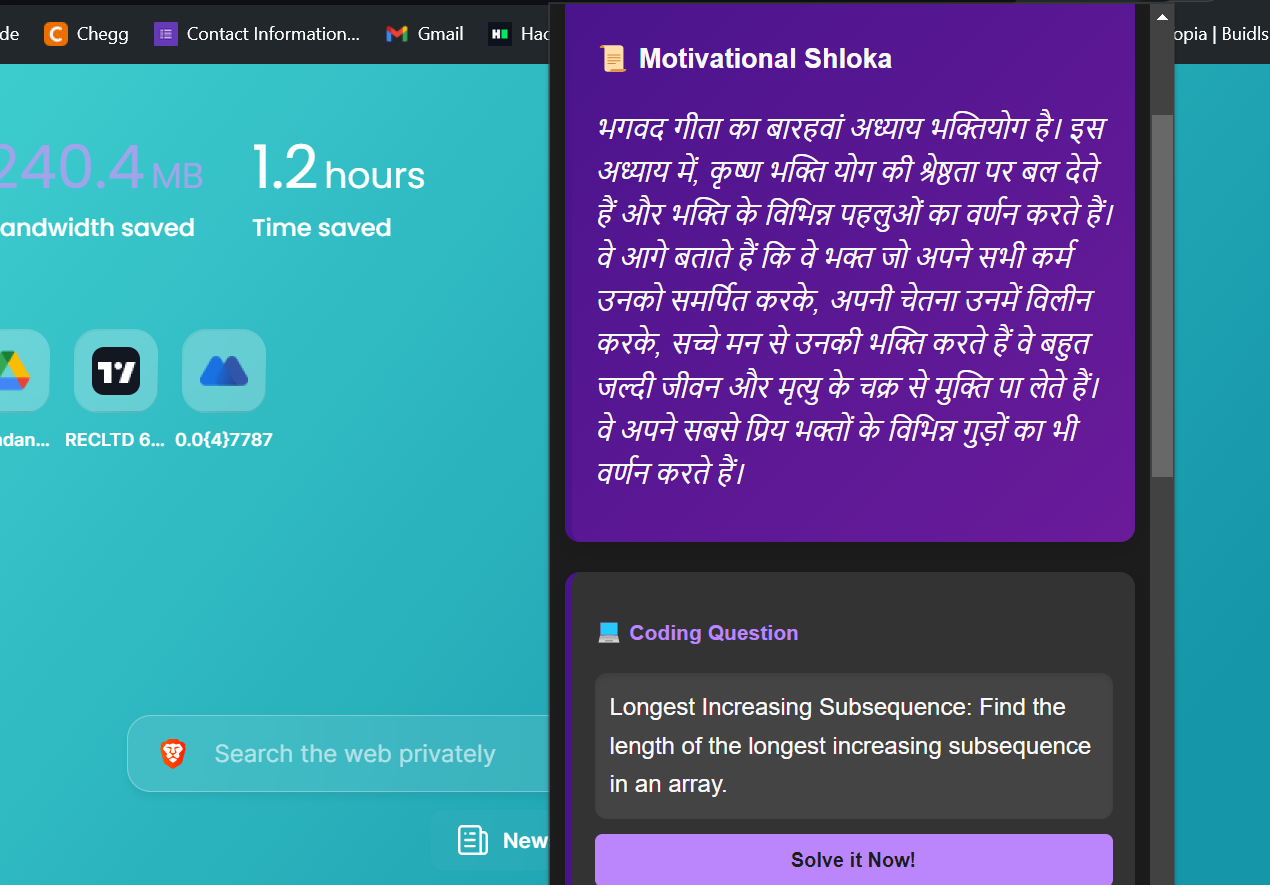 de
Chegg
Contact Information...
Gmail
Hac
opia | Buidls
240.4 MB
andwidth saved
1.2 hours
Time saved
dan...
RECLTD 6...
0.0{4}7787
Search the web privately
New
Motivational Shloka
भगवद गीता का बारहवां अध्याय भक्तियोग है। इस
अध्याय में, कृष्ण भक्ति योग की श्रेष्ठता पर बल देते
हैं और भक्ति के विभिन्न पहलुओं का वर्णन करते हैं।
वे आगे बताते हैं कि वे भक्त जो अपने सभी कर्म
उनको समर्पित करके, अपनी चेतना उनमें विलीन
करके, सच्चे मन से उनकी भक्ति करते हैं वे बहुत
जल्दी जीवन और मृत्यु के चक्र से मुक्ति पा लेते हैं।
वे अपने सबसे प्रिय भक्तों के विभिन्न गुड़ों का भी
वर्णन करते हैं।
Coding Question
Longest Increasing Subsequence: Find the
length of the longest increasing subsequence
in an array.
Solve it Now!